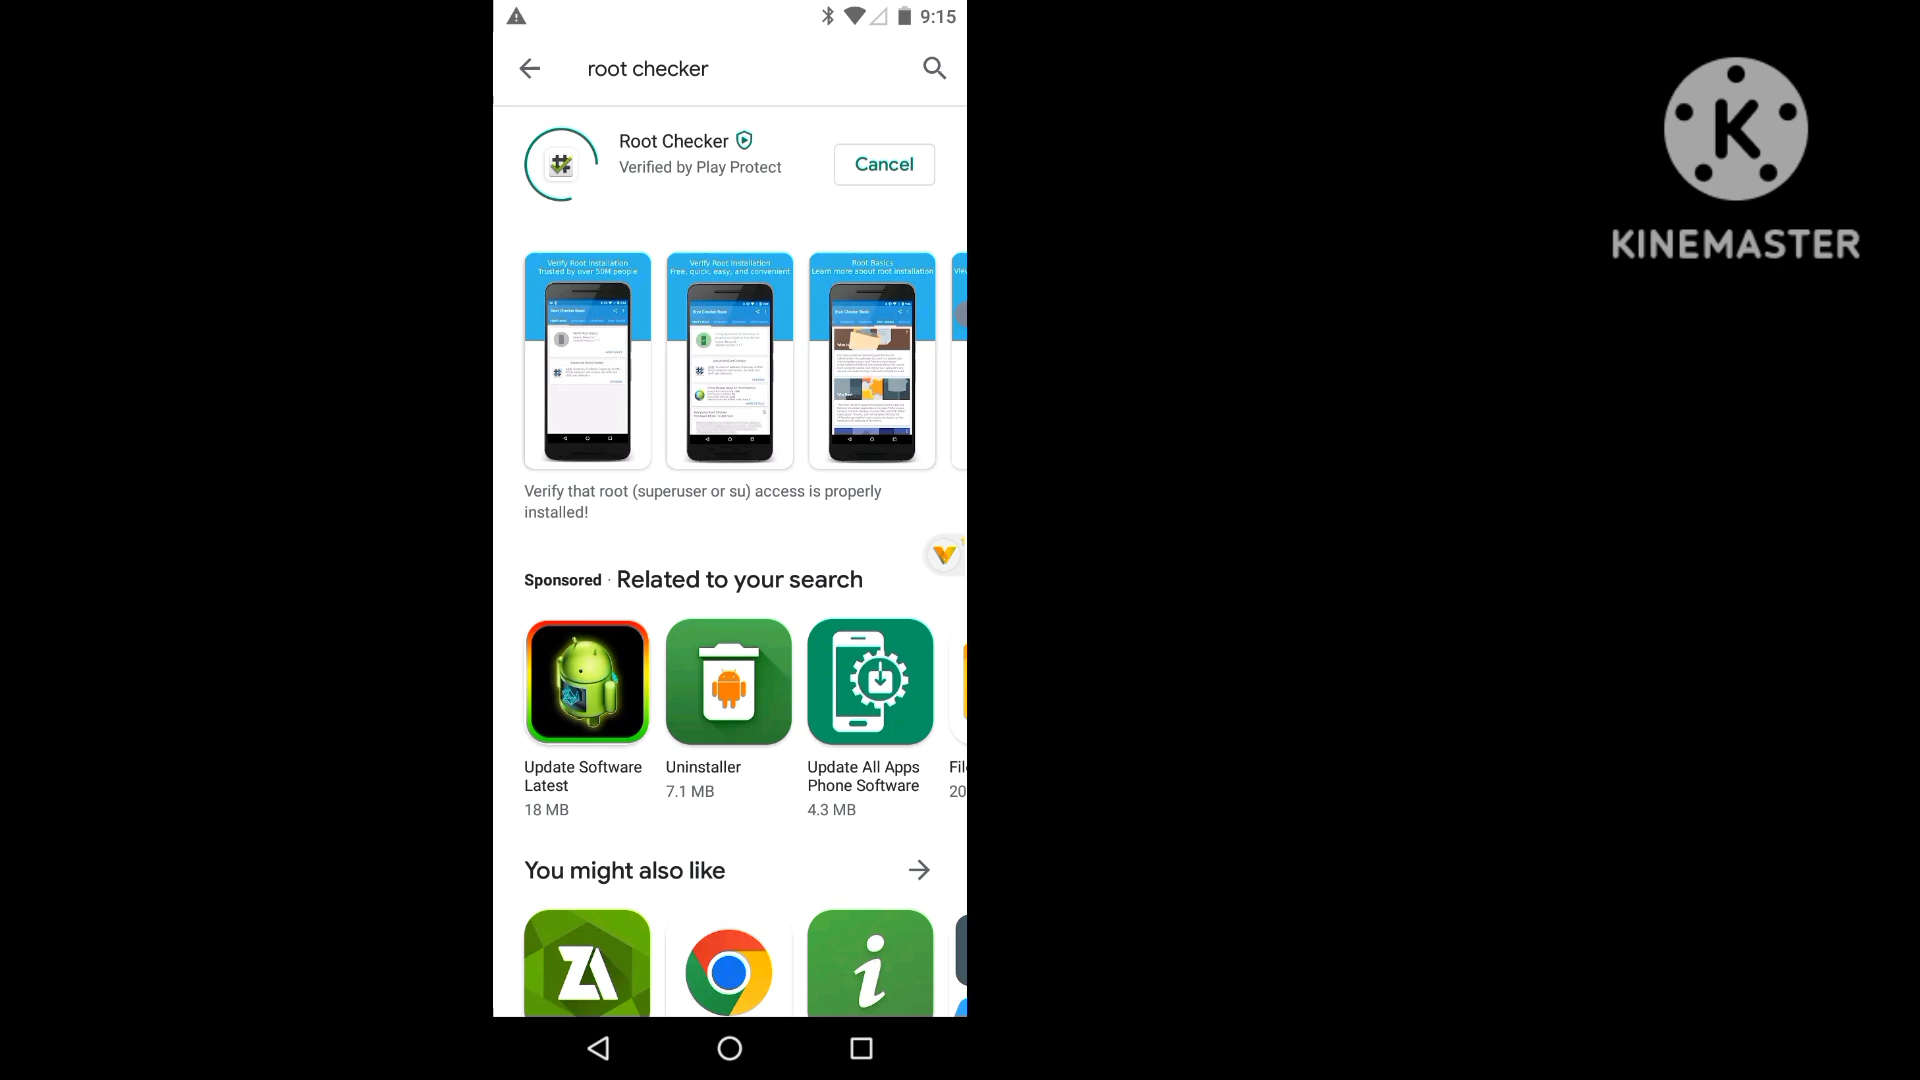 9:15
root checker
Root Checker
Verified by Play Protect
Cancel
KINEMASTER
Verify Root Installation
Trusted by over 50M people
Verify Root Installation
Free, quick, easy, and convenient
Root Basics
Learn more about root installation
Verify that root (superuser or su) access is properly
installed!
Sponsored · Related to your search
Update Software
Latest
18 MB
Uninstaller
7.1 MB
Update All Apps
Phone Software
4.3 MB
File
20
You might also like